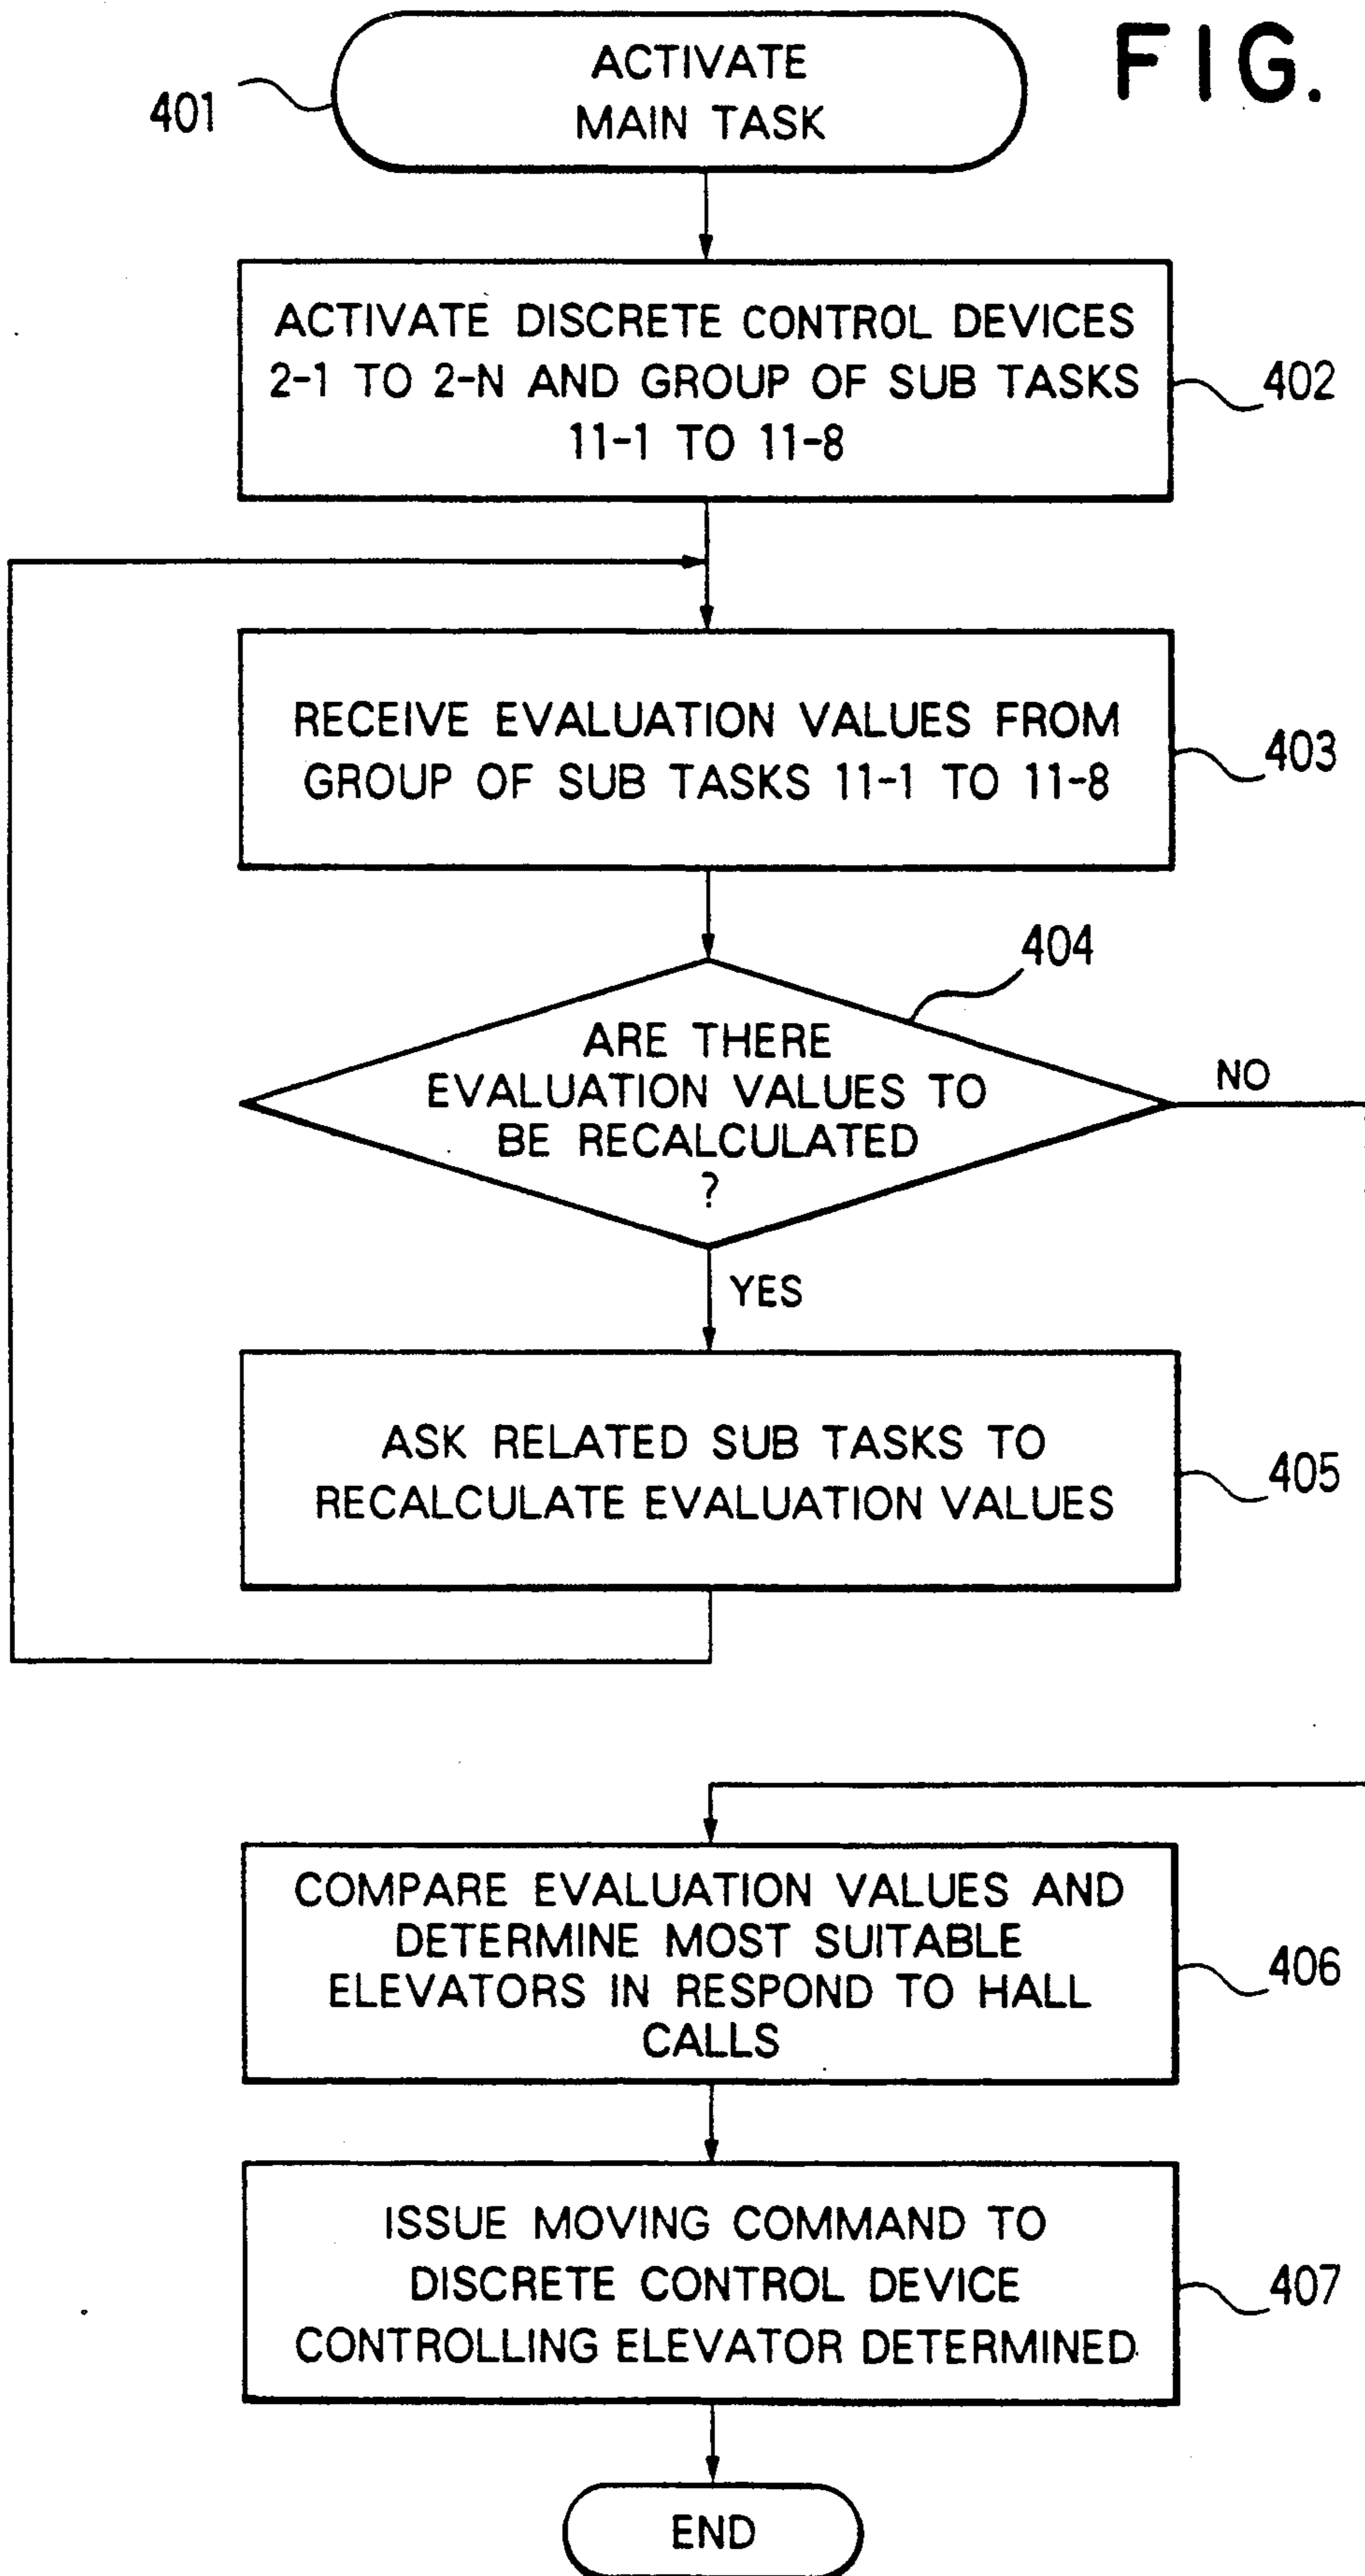 FIG.
401
ACTIVATE
MAIN TASK
ACTIVATE DISCRETE CONTROL DEVICES
2-1 TO 2-N AND GROUP OF SUB TASKS
11-1 TO 11-8
402
RECEIVE EVALUATION VALUES FROM
GROUP OF SUB TASKS 11-1 TO 11-8
403
404
ARE THERE
EVALUATION VALUES TO
BE RECALCULATED
?
NO
YES
ASK RELATED SUB TASKS TO
RECALCULATE EVALUATION VALUES
405
COMPARE EVALUATION VALUES AND
DETERMINE MOST SUITABLE
ELEVATORS IN RESPOND TO HALL
CALLS
406
ISSUE MOVING COMMAND TO
DISCRETE CONTROL DEVICE
CONTROLLING ELEVATOR DETERMINED
407
END